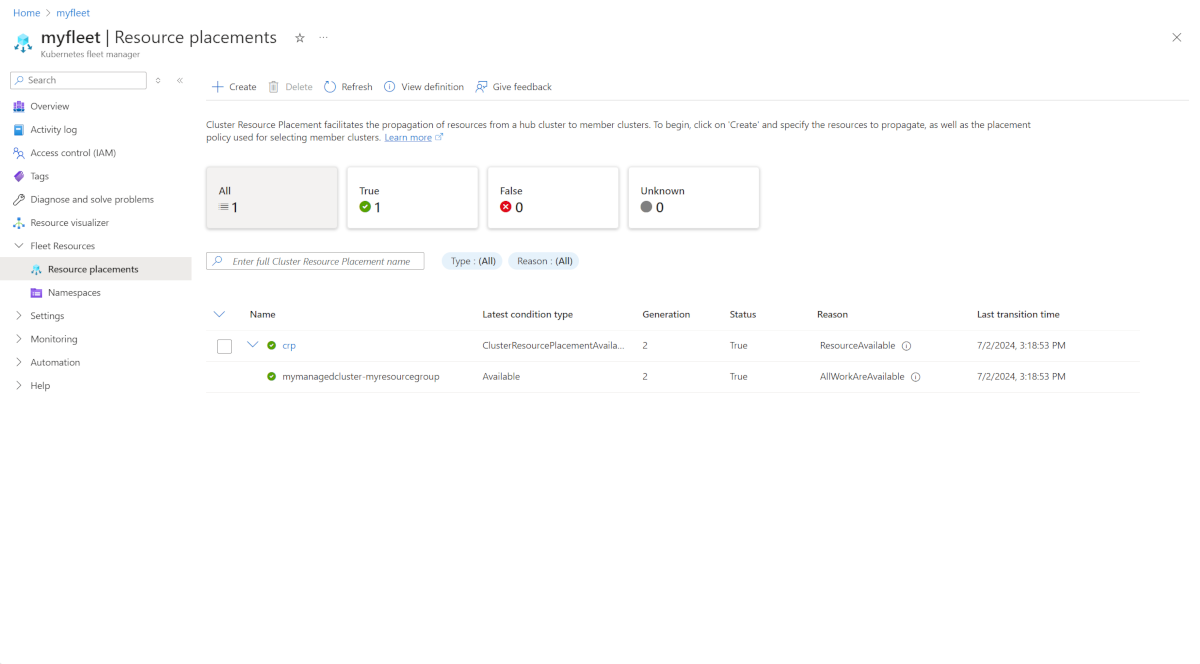 Home > myfleet
myfleet | Resource placements
Kubernetes fleet manager
Search
Overview
Activity log
Access control (IAM)
Tags
Diagnose and solve problems
Resource visualizer
Fleet Resources
Resource placements
Namespaces
Settings
Monitoring
Automation
Help
Create Delete Refresh View definition Give feedback
Cluster Resource Placement facilitates the propagation of resources from a hub cluster to member clusters. To begin, click on 'Create' and specify the resources to propagate, as well as the placement
policy used for selecting member clusters. Learn more
All
1
True
1
False
0
Unknown
0
Enter full Cluster Resource Placement name Type : (All) Reason : (All)
Name Latest condition type Generation Status Reason Last transition time
crp ClusterResourcePlacementAvaila... 2 True ResourceAvailable 7/2/2024, 3:18:53 PM
mymanagedcluster-myresourcegroup Available 2 True AllWorkAreAvailable 7/2/2024, 3:18:53 PM